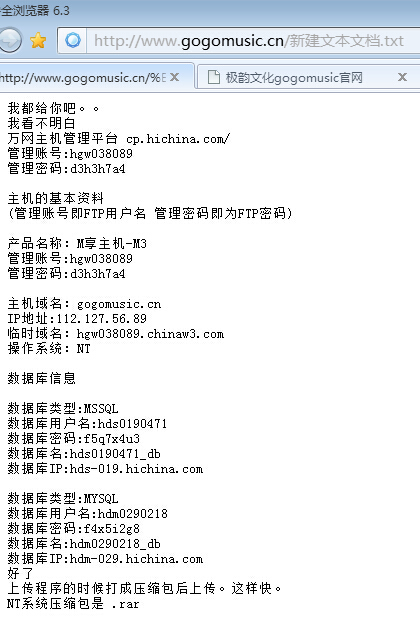 全浏览器 6.3
http://www.gogomusic.cn/新建文本文档.txt
http://www.gogomusic.cn/%E
极韵文化gogomusic官网
我都给你吧。。
我看不明白
万网主机管理平台 cp.hichina.com/
管理账号:hgw038089
管理密码:d3h3h7a4
主机的基本资料
(管理账号即FTP用户名 管理密码即为FTP密码)
产品名称: M享主机-M3
管理账号:hgw038089
管理密码:d3h3h7a4
主机域名: gogomusic.cn
IP地址:112.127.56.89
临时域名: hgw038089.chinaw3.com
操作系统: NT
数据库信息
数据库类型:MSSQL
数据库用户名:hds0190471
数据库密码:f5q7x4u3
数据库名:hds0190471_db
数据库IP:hds-019.hichina.com
数据库类型:MYSQL
数据库用户名:hdm0290218
数据库密码:f4x5i2g8
数据库名:hdm0290218_db
数据库IP:hdm-029.hichina.com
好了
上传程序的时候打成压缩包后上传。这样快。
NT系统压缩包是 .rar